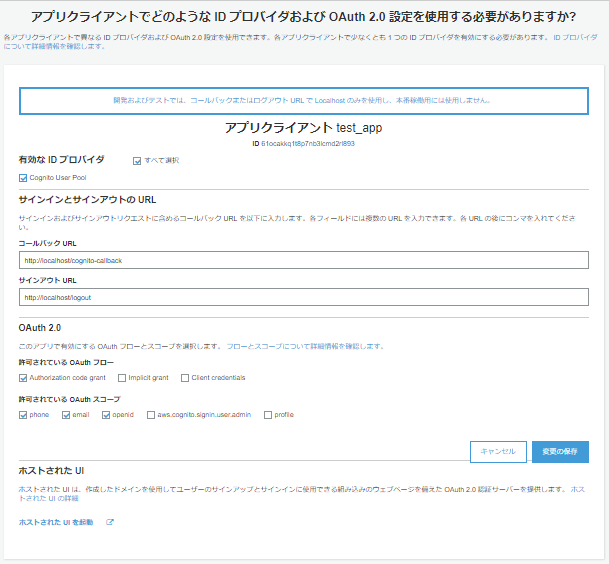 アプリクライアントでどのような ID プロバイダおよび OAuth 2.0 設定を使用する必要がありますか?
各アプリクライアントで異なる ID プロバイダおよび OAuth 2.0 設定を使用できます。各アプリクライアントで少なくとも 1 つの ID プロバイダを有効にする必要があります。 ID プロバイダ
について詳細情報を確認します。
開発およびテストでは、コールバックまたはログアウト URL で Localhost のみを使用し、本番稼働用には使用しません。
アプリクライアント test_app
ID
有効な ID プロバイダ すべて選択
Cognito User Pool
サインインとサインアウトの URL
サインインおよびサインアウトリクエストに含めるコールバック URL を以下に入力します。各フィールドには複数の URL を入力できます。各 URL の後にコンマを入れてくださ
い。
コールバック URL
http://localhost/cognito-callback
サインアウト URL
http://localhost/logout
OAuth 2.0
このアプリで有効にする OAuth フローとスコープを選択します。 フローとスコープについて詳細情報を確認します。
許可されている OAuth フロー
Authorization code grant Implicit grant Client credentials
許可されている OAuth スコープ
phone email openid aws.cognito.signin.user.admin profile
キャンセル 変更の保存
ホストされた UI
ホストされた UI は、作成したドメインを使用してユーザーのサインアップとサインインに使用できる組み込みのウェブページを備えた OAuth 2.0 認証サーバーを提供します。 ホス
トされた UI の詳細
ホストされた UI を起動